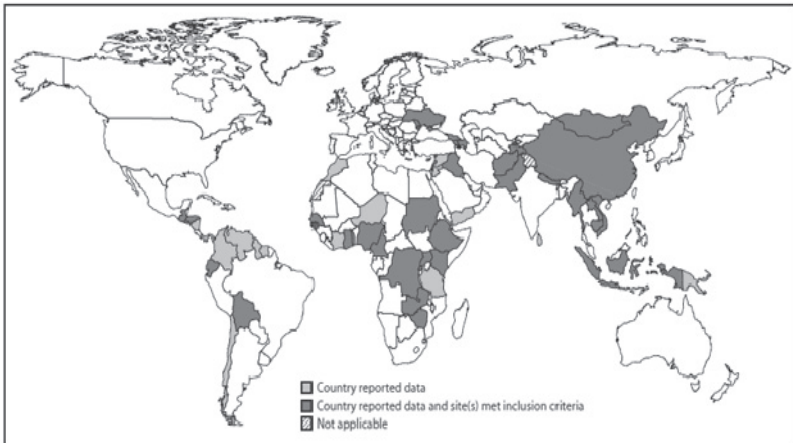 Country reported data
Country reported data and site(s) met inclusion criteria
Not applicable